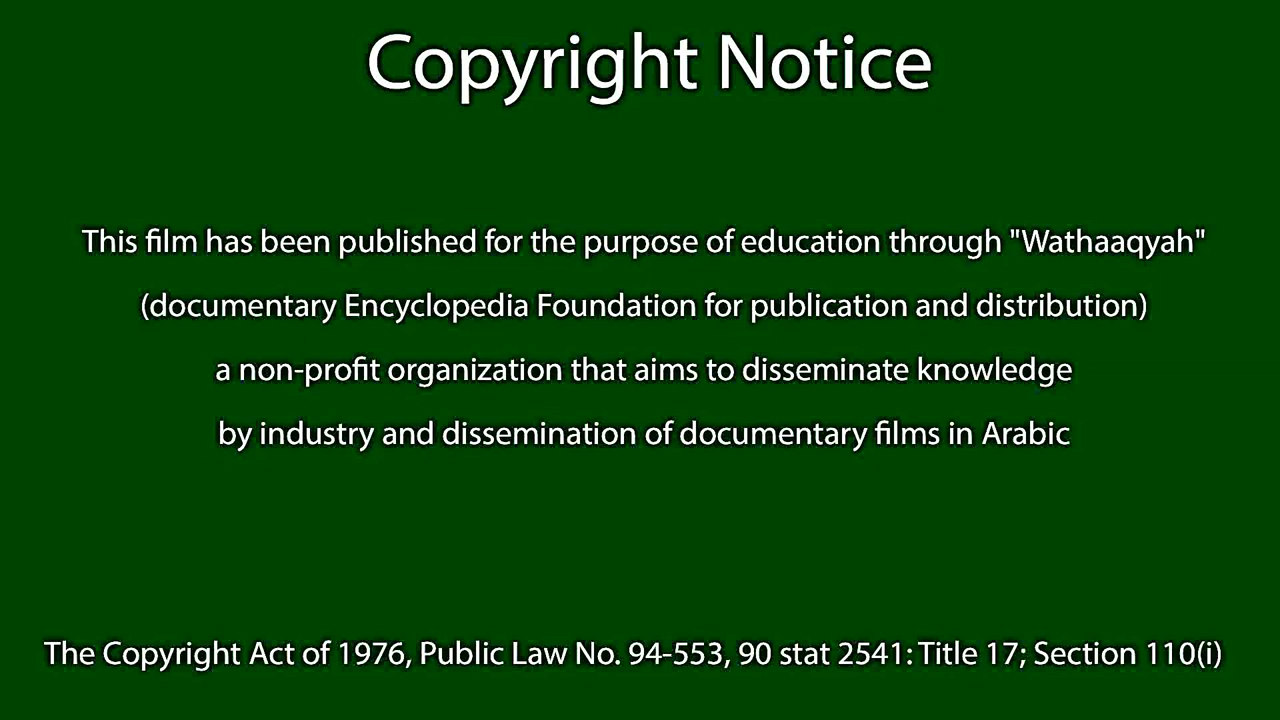 Copyright Notice
This film has been published for the purpose of education through "Wathaaqyah"
(documentary Encyclopedia Foundation for publication and distribution)
a non-profit organization that aims to disseminate knowledge
by industry and dissemination of documentary films in Arabic
The Copyright Act of 1976, Public Law No. 94-553, 90 stat 2541: Title 17; Section 110(i)